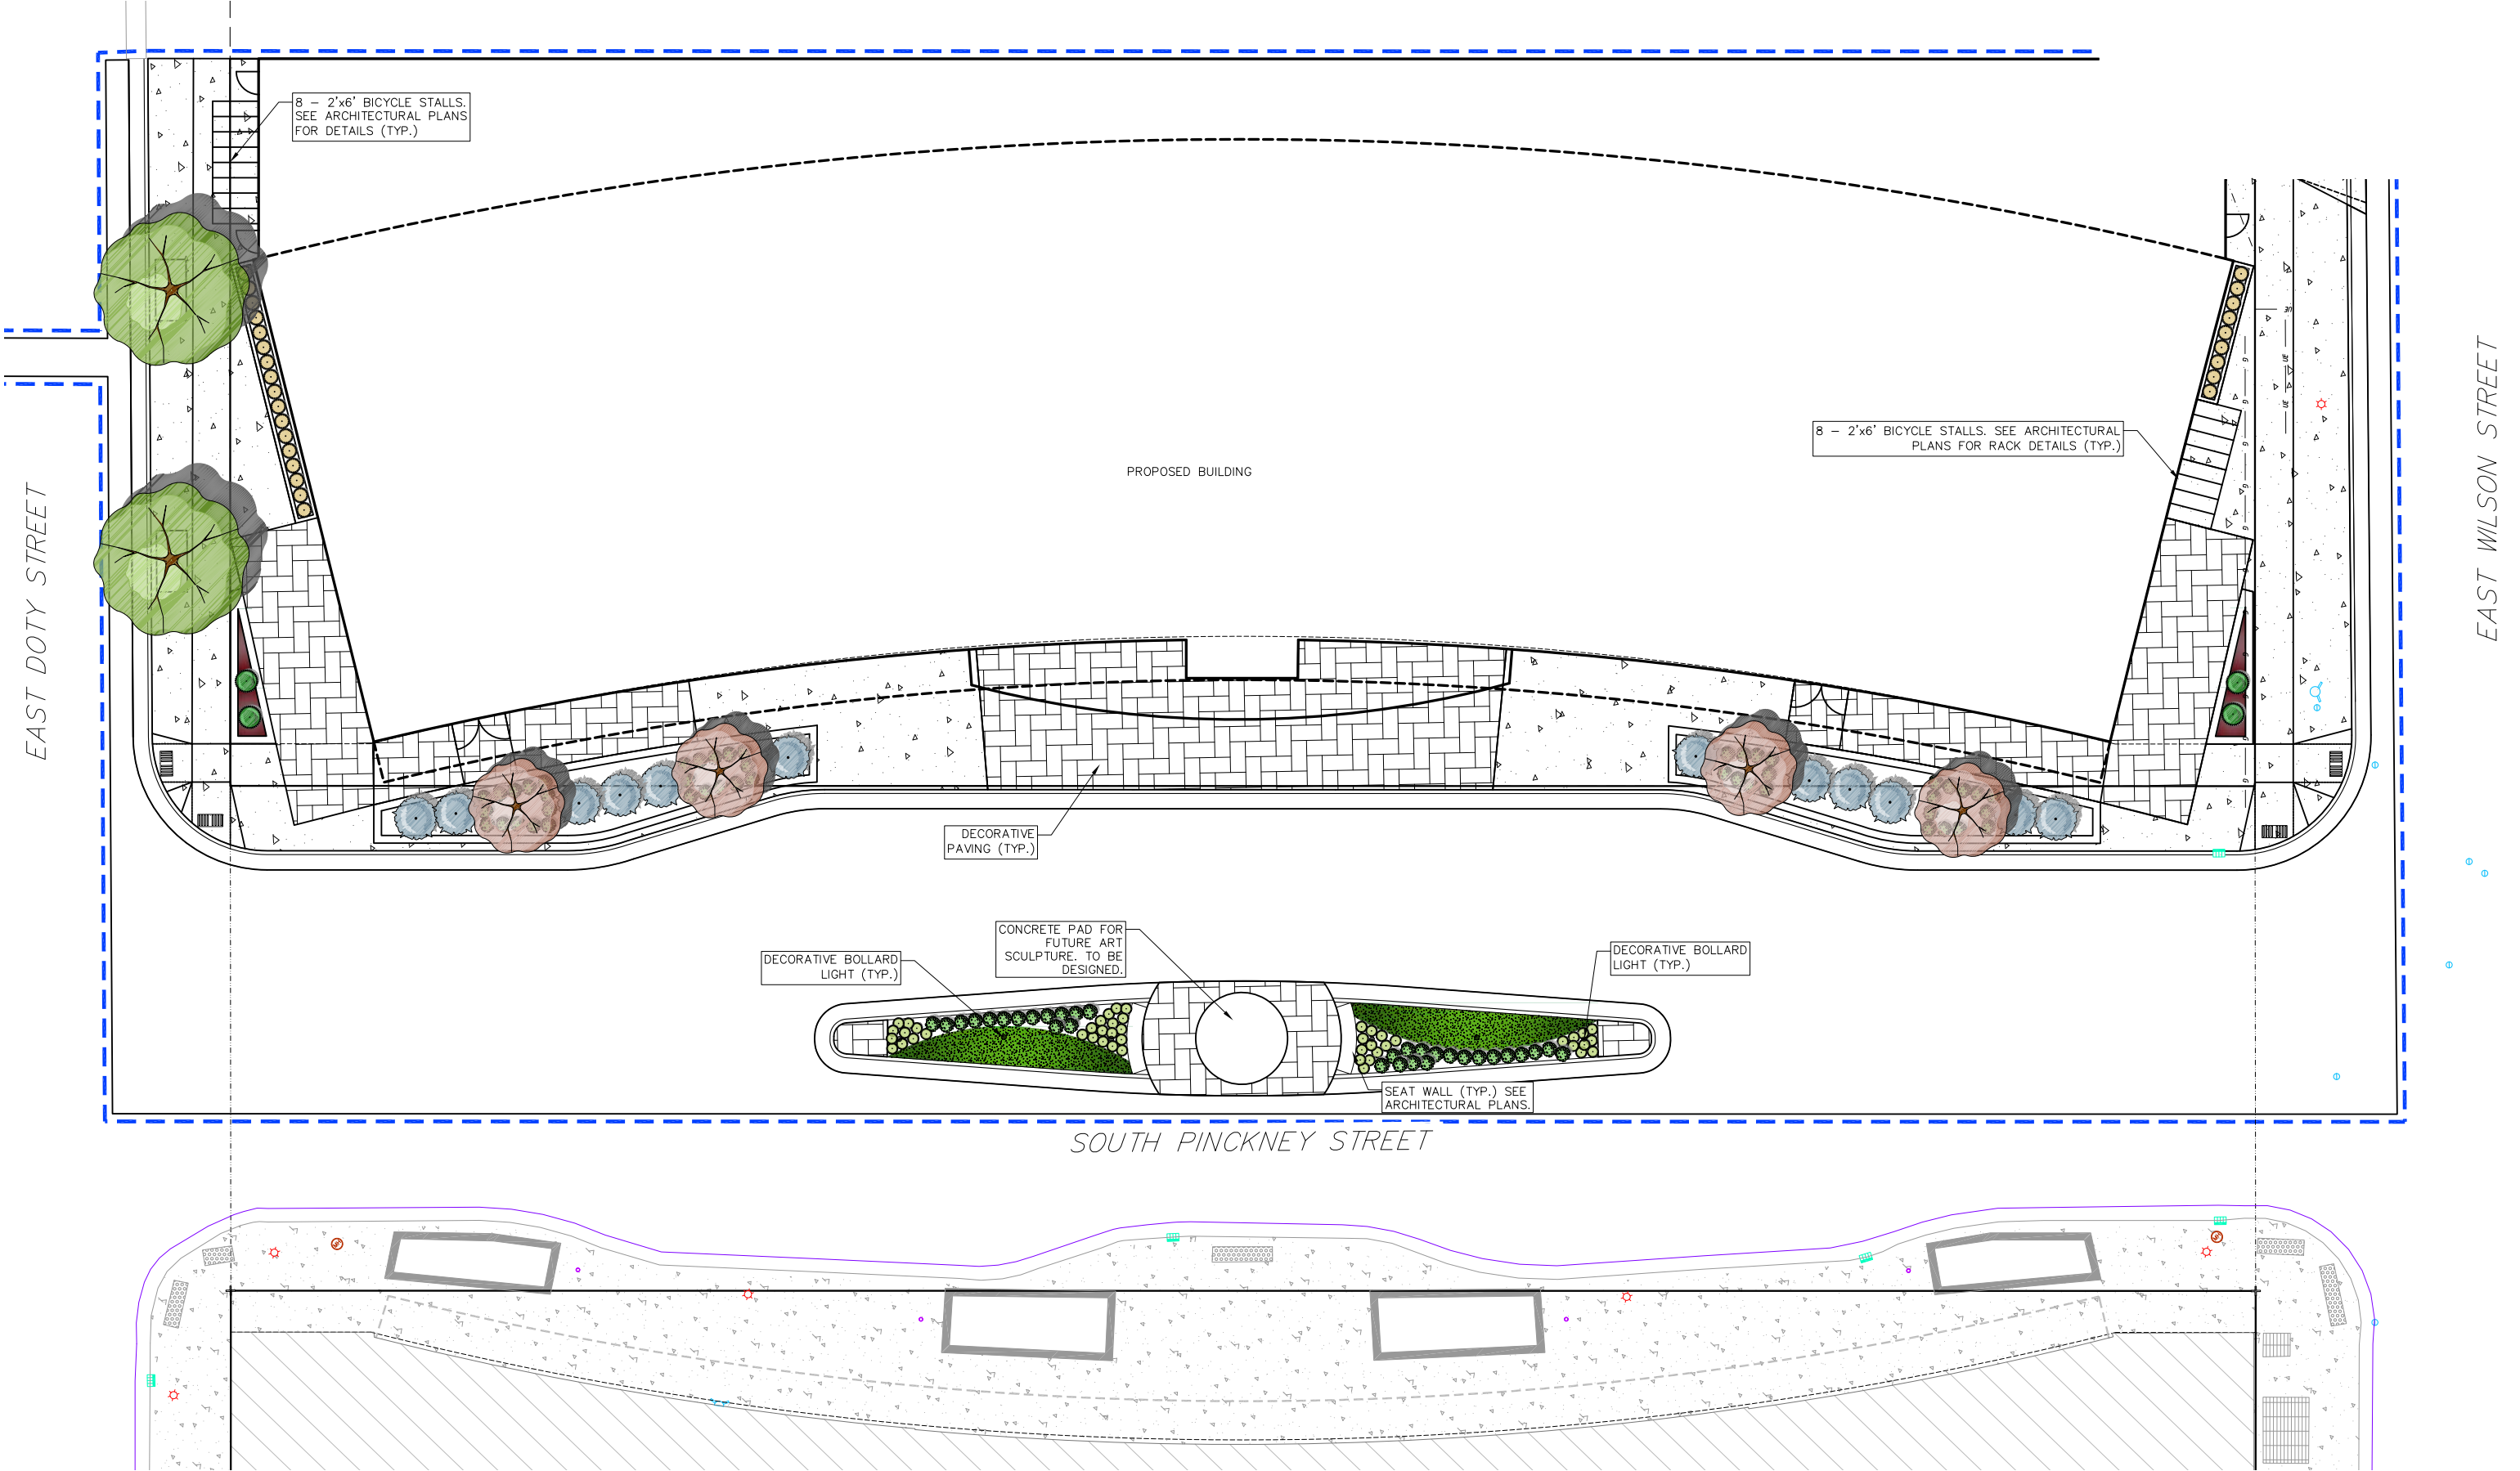 8 – 2'x6' BICYCLE STALLS.
SEE ARCHITECTURAL PLANS
FOR DETAILS (TYP.)
8 – 2'x6' BICYCLE STALLS. SEE ARCHITECTURAL
PLANS FOR RACK DETAILS (TYP.)
PROPOSED BUILDING
EAST DOTY STREET
EAST WILSON STREET
UE
UE
UE
G
G
G
G
G
G
G
G
G
G
DECORATIVE
PAVING (TYP.)
CONCRETE PAD FOR
FUTURE ART
SCULPTURE. TO BE
DESIGNED.
DECORATIVE BOLLARD
LIGHT (TYP.)
DECORATIVE BOLLARD
LIGHT (TYP.)
SEAT WALL (TYP.) SEE
ARCHITECTURAL PLANS.
SOUTH PINCKNEY STREET